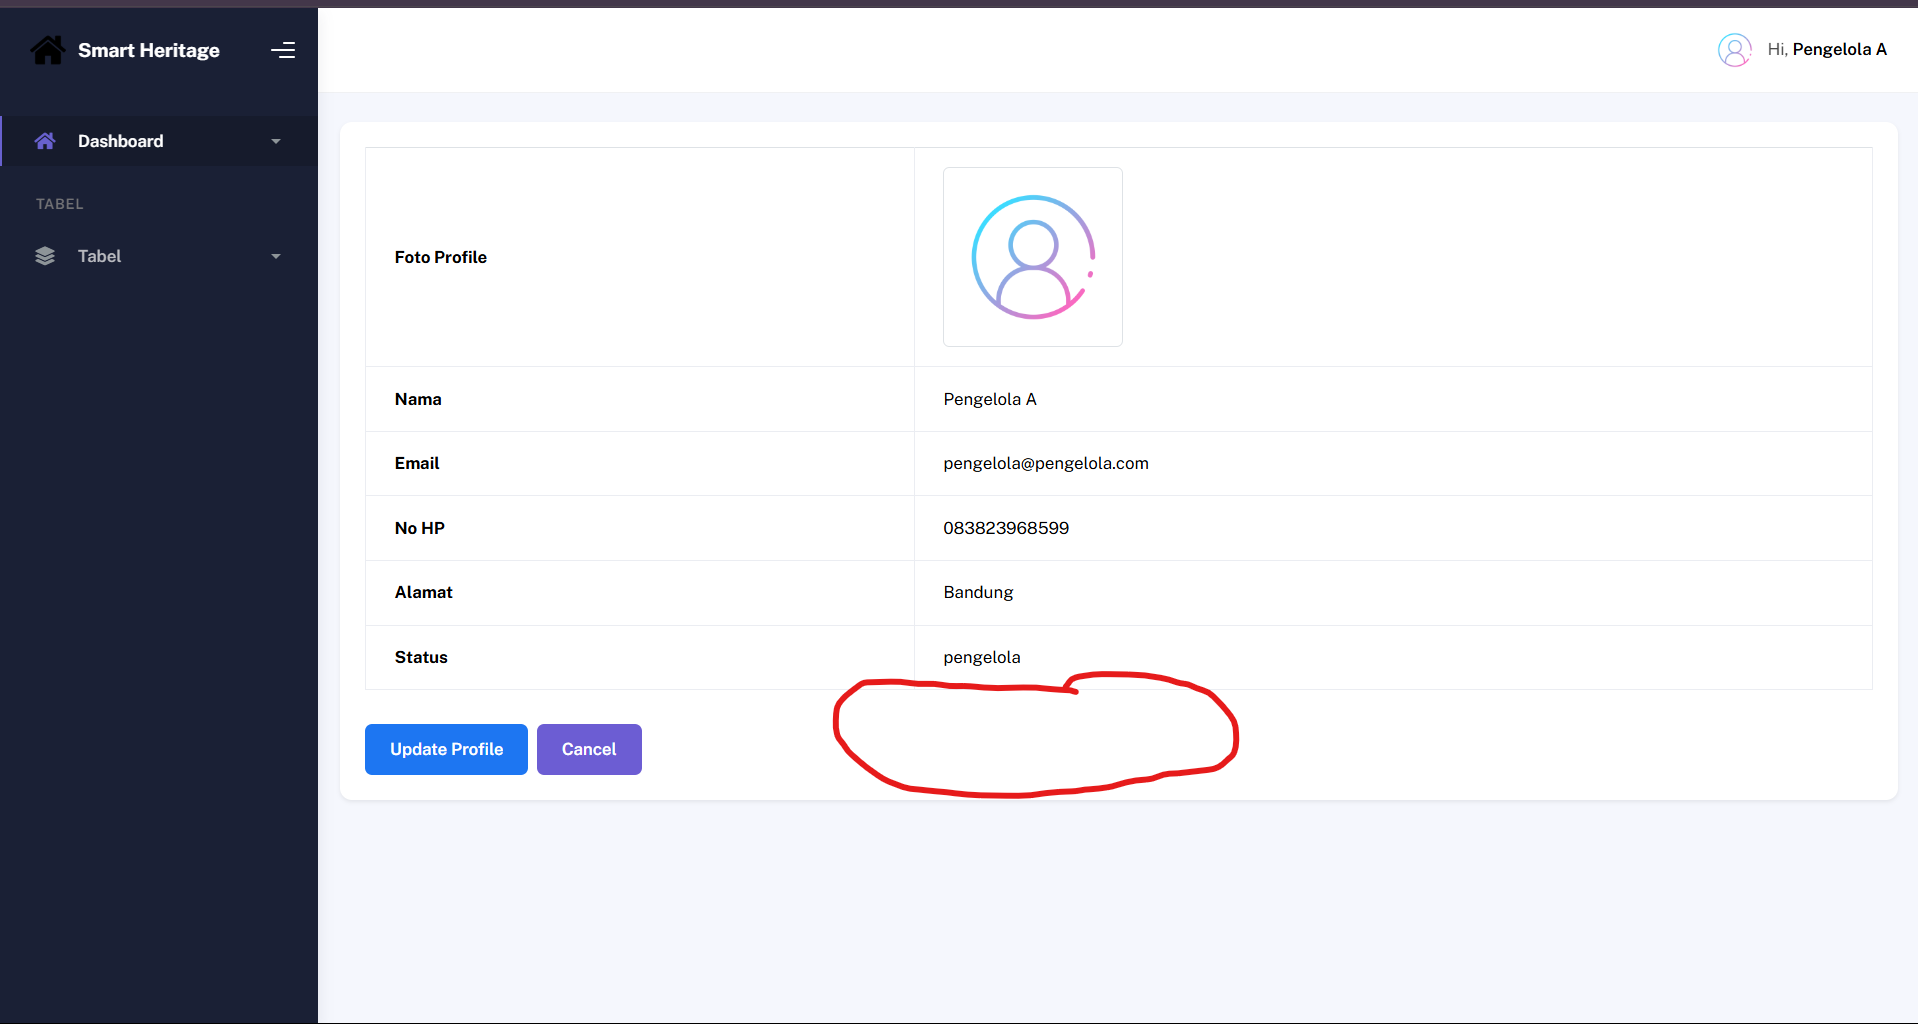 Smart Heritage
Hi, Pengelola A
Dashboard
TABEL
Tabel
Foto Profile
Nama Pengelola A
Email pengelola@pengelola.com
No HP 083823968599
Alamat Bandung
Status pengelola
Update Profile Cancel